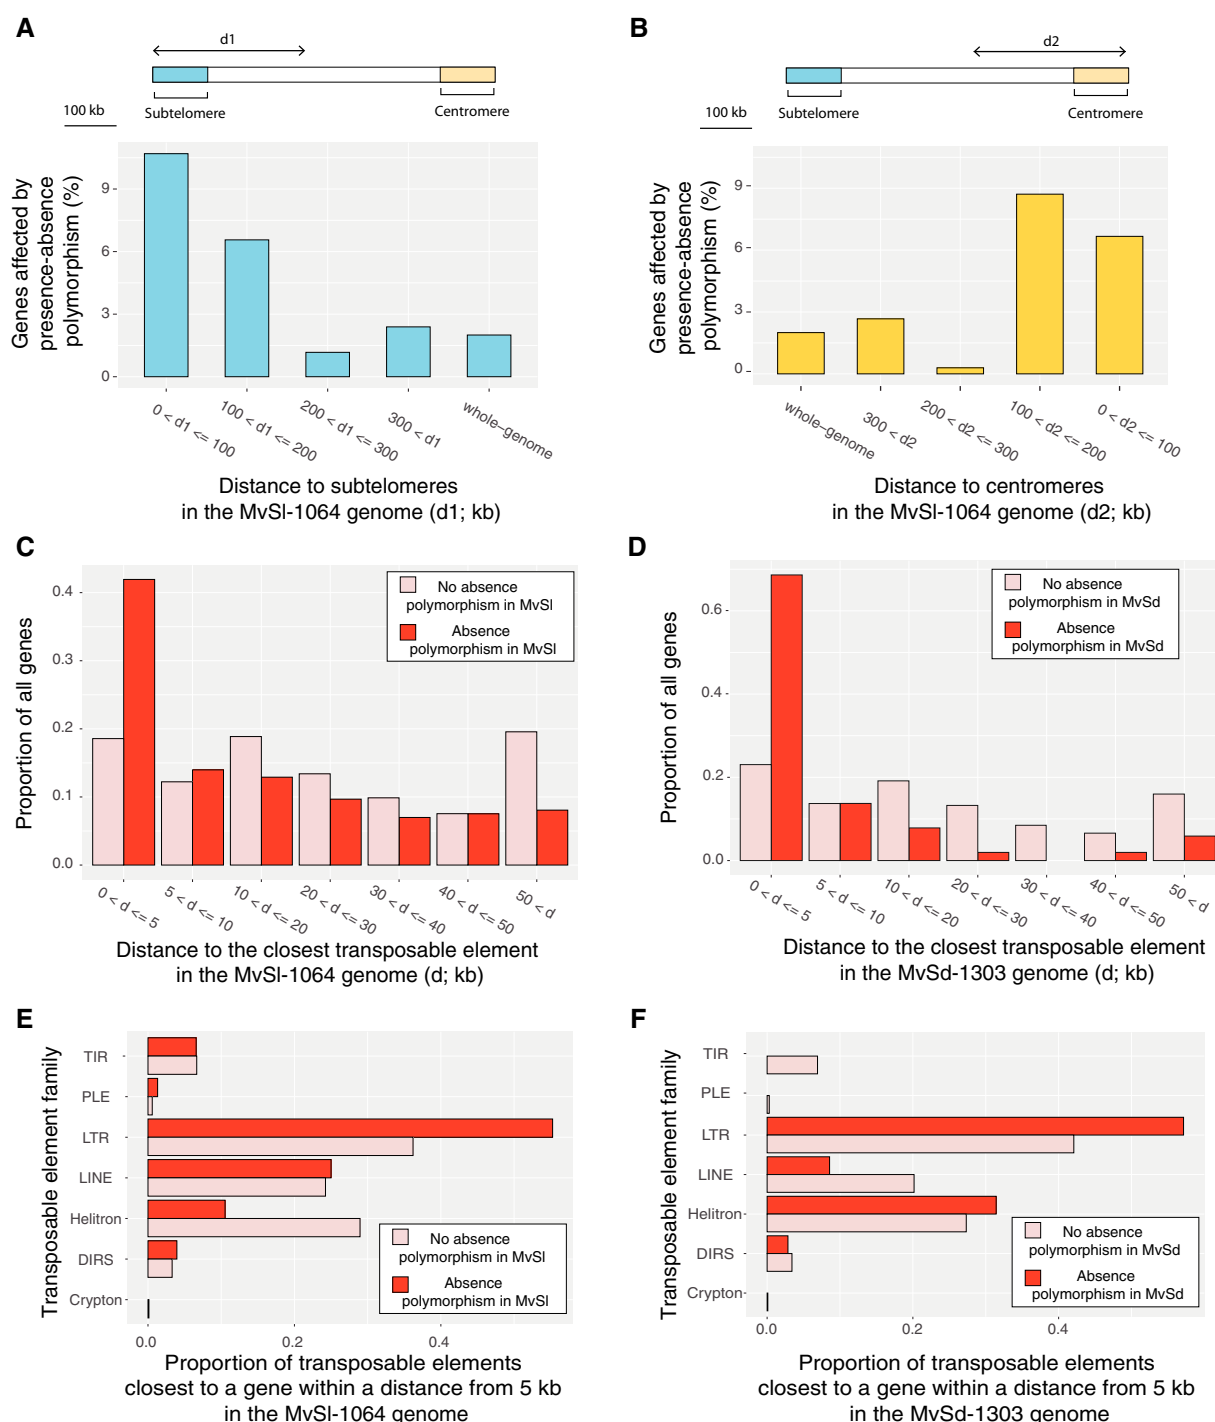 A
d1
100 kb
Subtelomere
Centromere
Genes affected by
presence-absence
polymorphism (%)
9
6
3
0
0 < d1 <= 100
100 < d1 <= 200
200 < d1 <= 300
300 < d1
whole-genome
Distance to subtelomeres
in the MvSl-1064 genome (d1; kb)
B
d2
100 kb
Subtelomere
Centromere
Genes affected by
presence-absence
polymorphism (%)
9
6
3
0
whole-genome
300 < d2
200 < d2 <= 300
100 < d2 <= 200
0 < d2 <= 100
Distance to centromeres
in the MvSl-1064 genome (d2; kb)
C
Proportion of all genes
0.4
0.3
0.2
0.1
0.0
No absence
polymorphism in MvSl
Absence
polymorphism in MvSl
0 < d <= 5
5 < d <= 10
10 < d <= 20
20 < d <= 30
30 < d <= 40
40 < d <= 50
50 < d
Distance to the closest transposable element
in the MvSl-1064 genome (d; kb)
D
Proportion of all genes
0.6
0.4
0.2
0.0
No absence
polymorphism in MvSd
Absence
polymorphism in MvSd
0 < d <= 5
5 < d <= 10
10 < d <= 20
20 < d <= 30
30 < d <= 40
40 < d <= 50
50 < d
Distance to the closest transposable element
in the MvSd-1303 genome (d; kb)
E
Transposable element family
TIR
PLE
LTR
LINE
Helitron
DIRS
Crypton
No absence
polymorphism in MvSl
Absence
polymorphism in MvSl
0.0
0.2
0.4
Proportion of transposable elements
closest to a gene within a distance from 5 kb
in the MvSl-1064 genome
F
Transposable element family
TIR
PLE
LTR
LINE
Helitron
DIRS
Crypton
No absence
polymorphism in MvSd
Absence
polymorphism in MvSd
0.0
0.2
0.4
Proportion of transposable elements
closest to a gene within a distance from 5 kb
in the MvSd-1303 genome